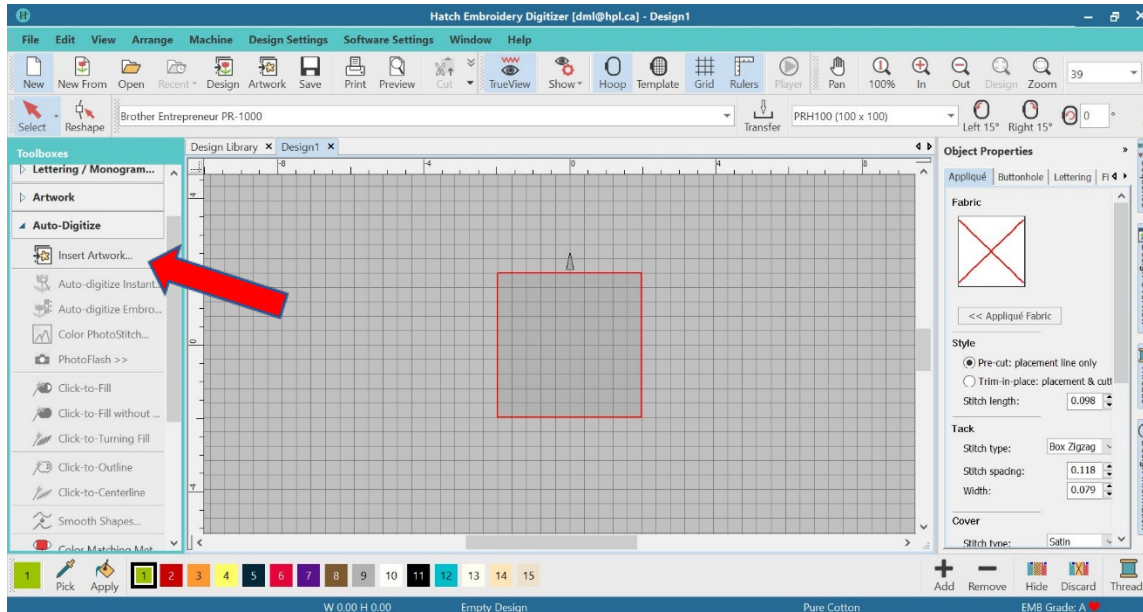 Hatch Embroidery Digitizer [dml@hpl.ca] - Design1
File Edit View Arrange Machine Design Settings Software Settings Window Help
New New From Open Recent Design Artwork Save Print Preview Cut TrueView Show Hoop Template Grid Rulers Player Pan 100% In Out Design Zoom 39
Select Reshape Brother Entrepreneur PR-1000 Transfer PRH100 (100 x 100) Left 15° Right 15° 0 °
Toolboxes
Design Library × Design1 ×
Object Properties
Lettering / Monogram...
-8 -4 0 4 8
Appliqué Buttonhole Lettering Fi
Artwork
Fabric
Auto-Digitize
Insert Artwork...
Auto-digitize Instant
Auto-digitize Embro...
<< Appliqué Fabric
Color PhotoStitch...
0
Style
PhotoFlash >>
Pre-cut: placement line only
Trim-in-place: placement & cutt
Click-to-Fill
Stitch length: 0.098
Click-to-Fill without ...
Tack
Click-to-Turning Fill
Stitch type: Box Zigzag
Click-to-Outline
Stitch spacing: 0.118
Click-to-Centerline
Width: 0.079
Smooth Shapes...
Cover
Color Matching Met
Stitch type: Satin
1 Pick Apply 1 2 3 4 5 6 7 8 9 10 11 12 13 14 15 Add Remove Hide Discard Thread
W 0.00 H 0.00 Empty Design Pure Cotton EMB Grade: A